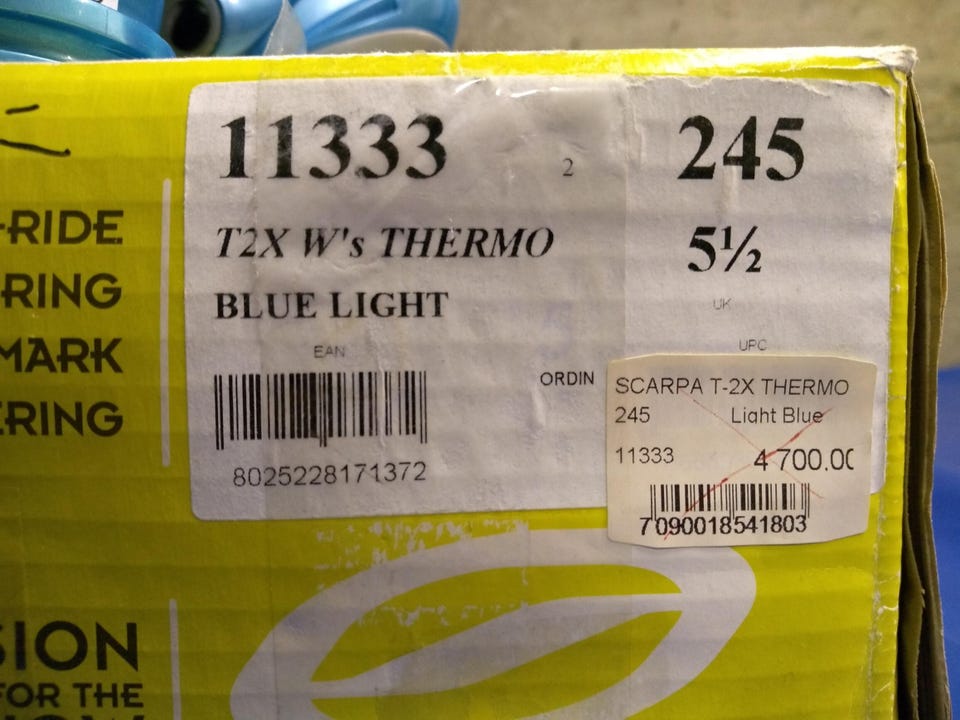 -RIDE
RING
MARK
ERING
SION
FOR THE
11333
2
245
T2X W's THERMO
5½
BLUE LIGHT
UK
EAN
UPC
ORDIN
8025228171372
SCARPA T-2X THERMO
245 Light Blue
11333 4 700.00
7090018541803